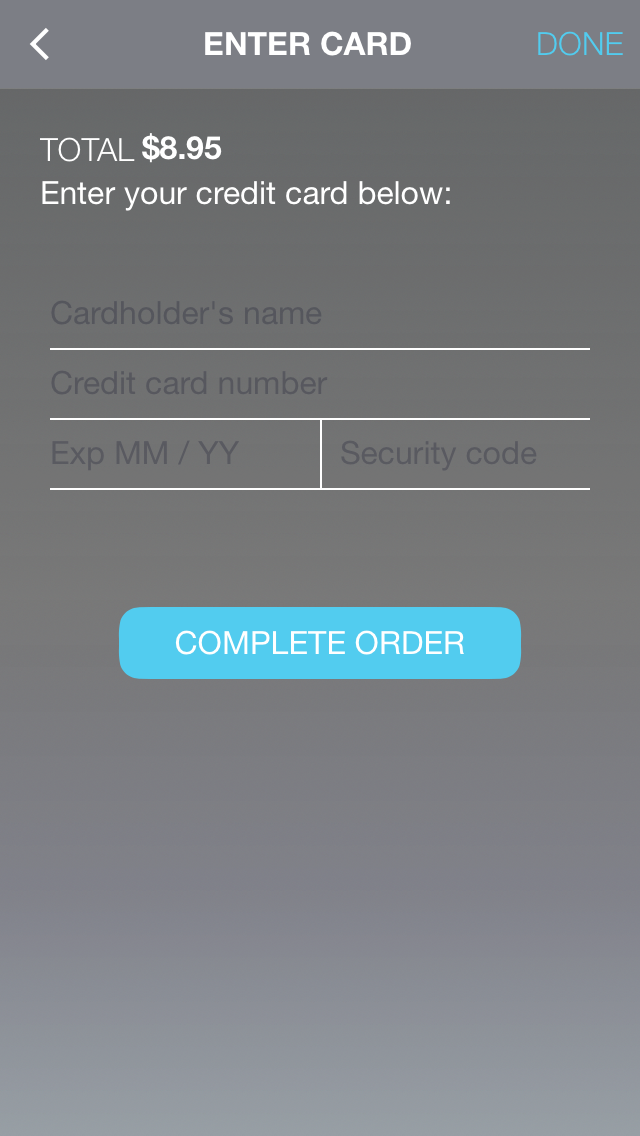 ENTER CARD DONE
TOTAL $8.95
Enter your credit card below:
Cardholder's name
Credit card number
Exp MM / YY Security code
COMPLETE ORDER